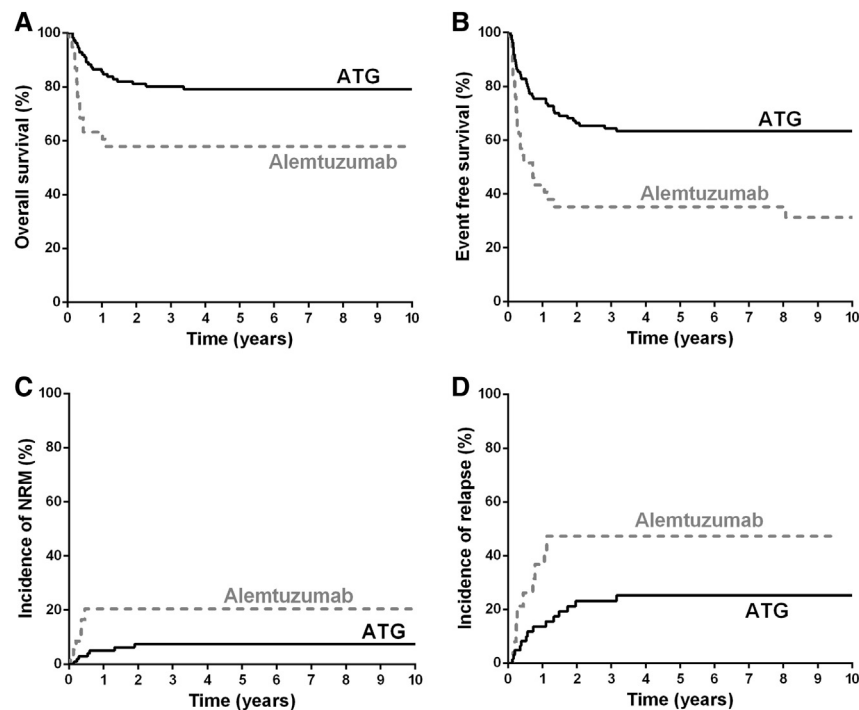 A
Overall survival (%)
100
80
60
40
20
0
ATG
Alemtuzumab
0 1 2 3 4 5 6 7 8 9 10
Time (years)
B
Event free survival (%)
100
80
60
40
20
0
ATG
Alemtuzumab
0 1 2 3 4 5 6 7 8 9 10
Time (years)
C
Incidence of NRM (%)
100
80
60
40
20
0
Alemtuzumab
ATG
0 1 2 3 4 5 6 7 8 9 10
Time (years)
D
Incidence of relapse (%)
100
80
60
40
20
0
Alemtuzumab
ATG
0 1 2 3 4 5 6 7 8 9 10
Time (years)